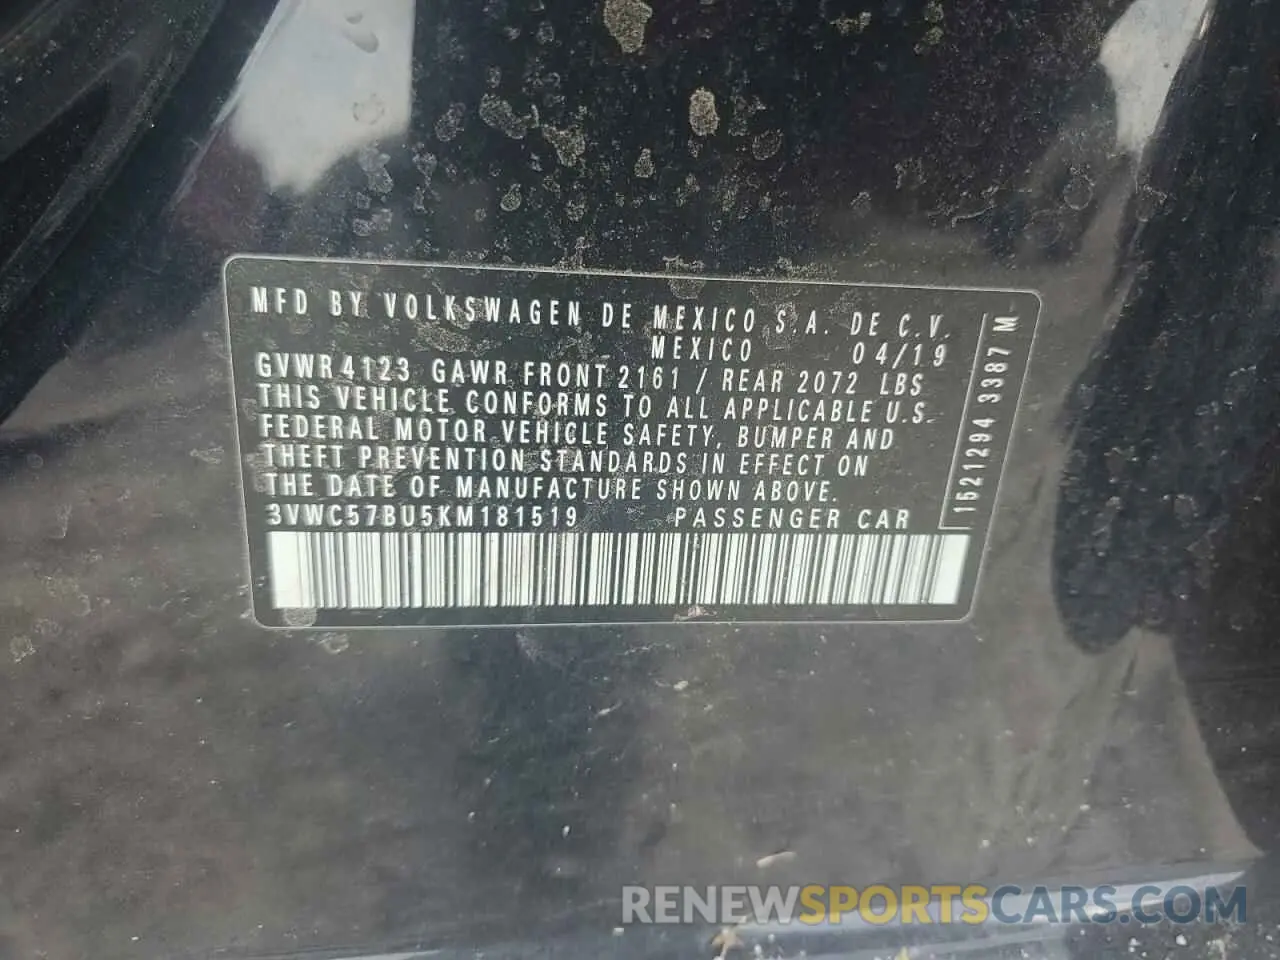 MFD BY VOLKSWAGEN DE MEXICO S.A. DE C.V.
MEXICO 04/19
GVWR 4123 GAWR FRONT 2161 / REAR 2072 LBS
THIS VEHICLE CONFORMS TO ALL APPLICABLE U.S.
FEDERAL MOTOR VEHICLE SAFETY, BUMPER AND
THEFT PREVENTION STANDARDS IN EFFECT ON
THE DATE OF MANUFACTURE SHOWN ABOVE.
3VWC57BU5KM181519 PASSENGER CAR
1521294 3387 M
RENEWSPORTSCARS.COM